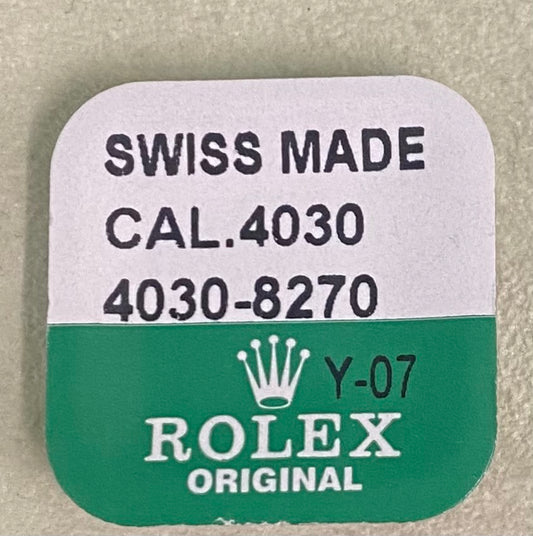 SWISS MADE
CAL.4030
4030-8270
Y-07
ROLEX
ORIGINAL